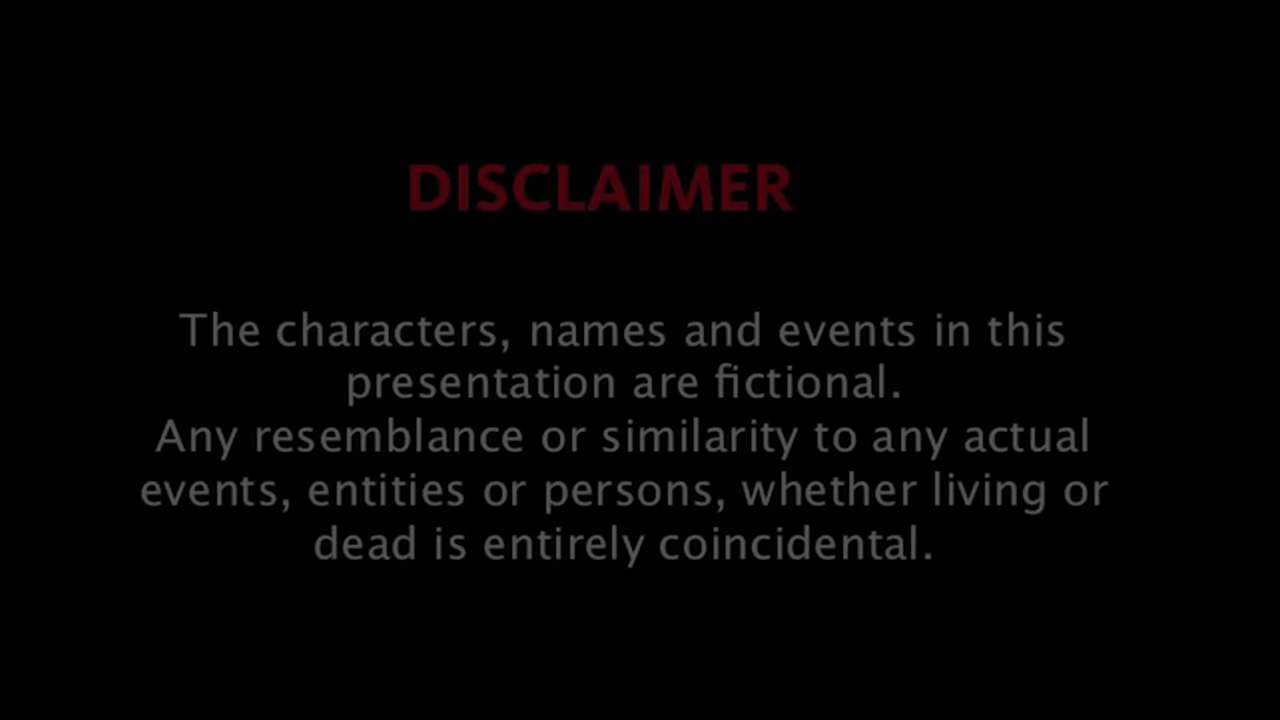 DISCLAIMER
The characters, names and events in this
presentation are fictional.
Any resemblance or similarity to any actual
events, entities or persons, whether living or
dead is entirely coincidental.